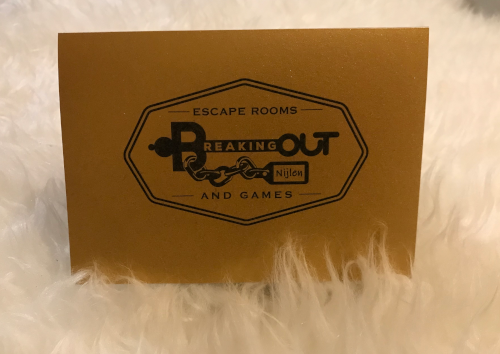 ESCAPE ROOMS
BREAKING OUT
Nijlen
AND GAMES